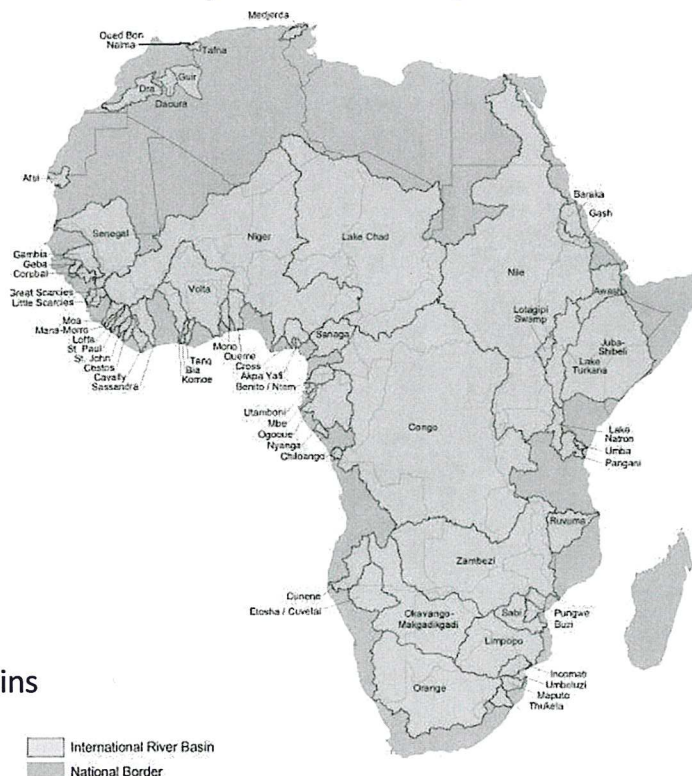 Medjerda
Oued Bon
Naima
Tafna
Guir
Dra
Daoura
Atui
Baraka
Gash
Senegal
Niger
Lake Chad
Gambia
Geba
Corubal
Nile
Awash
Great Scarcies
Little Scarcies
Volta
Lotagipi
Swamp
Moa
Mana-Morro
Loffa
St. Paul
St. John
Cestos
Cavally
Sassandra
Tano
Bia
Komoe
Mono
Oueme
Cross
Akpa Yafi
Benito / Ntem
Sanaga
Juba-
Shibeli
Lake
Turkana
Utamboni
Mbe
Ogooue
Nyanga
Chiloango
Congo
Lake
Natron
Umba
Pangani
Ruvuma
Zambezi
Cunene
Etosha / Cuvelai
Okavango-
Makgadikgadi
Sabi
Pungwe
Buzi
Limpopo
Orange
Incomati
Umbeluzi
Maputo
Thukela
ins
International River Basin
National Border